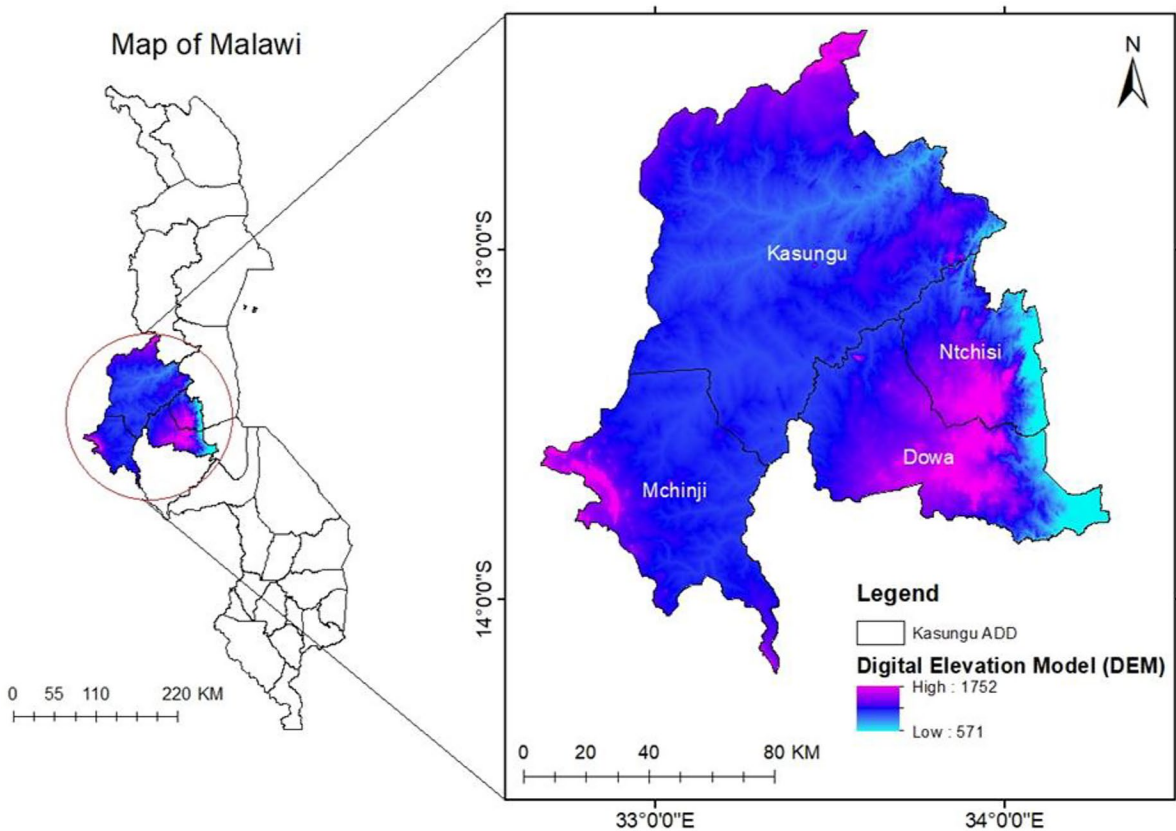 Map of Malawi
N
13°0'0"S
14°0'0"S
Kasungu
Ntchisi
Dowa
Mchinji
Legend
Kasungu ADD
Digital Elevation Model (DEM)
High : 1752
Low : 571
0 55 110 220 KM
0 20 40 80 KM
33°0'0"E 34°0'0"E